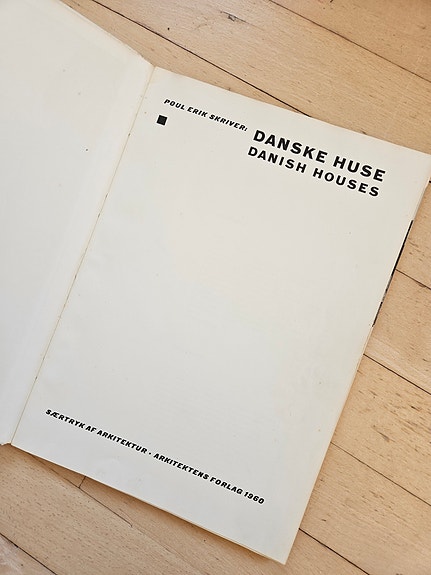 POUL ERIK SKRIVER: DANSKE HUSE
DANISH HOUSES
SÆRTRYK AF ARKITEKTUR - ARKITEKTENS FORLAG 1960